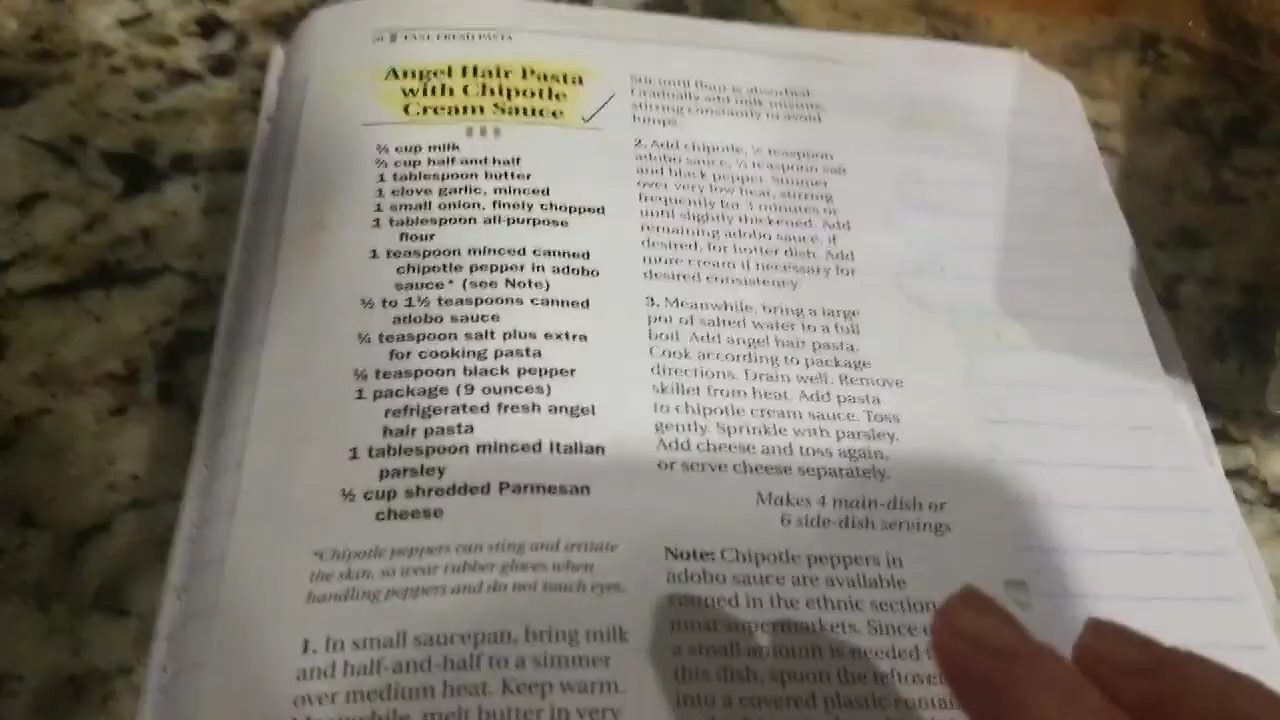 FAST FRESH PASTA
Angel Hair Pasta
with Chipotle
Cream Sauce
cup milk
cup half-and-half
1 tablespoon butter
1 clove garlic, minced
1 small onion, finely chopped
1 tablespoon all-purpose
flour
1 teaspoon minced canned
chipotle pepper in adobo
sauce* (see Note)
½ to 1½ teaspoons canned
adobo sauce
teaspoon salt plus extra
for cooking pasta
teaspoon black pepper
1 package (9 ounces)
refrigerated fresh angel
hair pasta
1 tablespoon minced Italian
parsley
½ cup shredded Parmesan
cheese
*Chipotle peppers can sting and irritate
the skin, so wear rubber gloves when
handling peppers and do not touch eyes.
1. In small saucepan, bring milk
and half-and-half to a simmer
over medium heat. Keep warm.
Meanwhile, melt butter in very
Stir until flour is absorbed.
Gradually add milk mixture,
stirring constantly to avoid
lumps.
2. Add chipotle, ½ teaspoon
adobo sauce, teaspoon salt
and black pepper. Simmer
over very low heat, stirring
frequently for 3 minutes or
until slightly thickened. Add
remaining adobo sauce, if
desired, for hotter dish. Add
more cream if necessary for
desired consistency.
3. Meanwhile, bring a large
pot of salted water to a full
boil. Add angel hair pasta.
Cook according to package
directions. Drain well. Remove
skillet from heat. Add pasta
to chipotle cream sauce. Toss
gently. Sprinkle with parsley.
Add cheese and toss again,
or serve cheese separately.
Makes 4 main-dish or
6 side-dish servings
Note: Chipotle peppers in
adobo sauce are available
canned in the ethnic section
most supermarkets. Since
a small amount is needed
this dish, spoon the
into a covered plastic